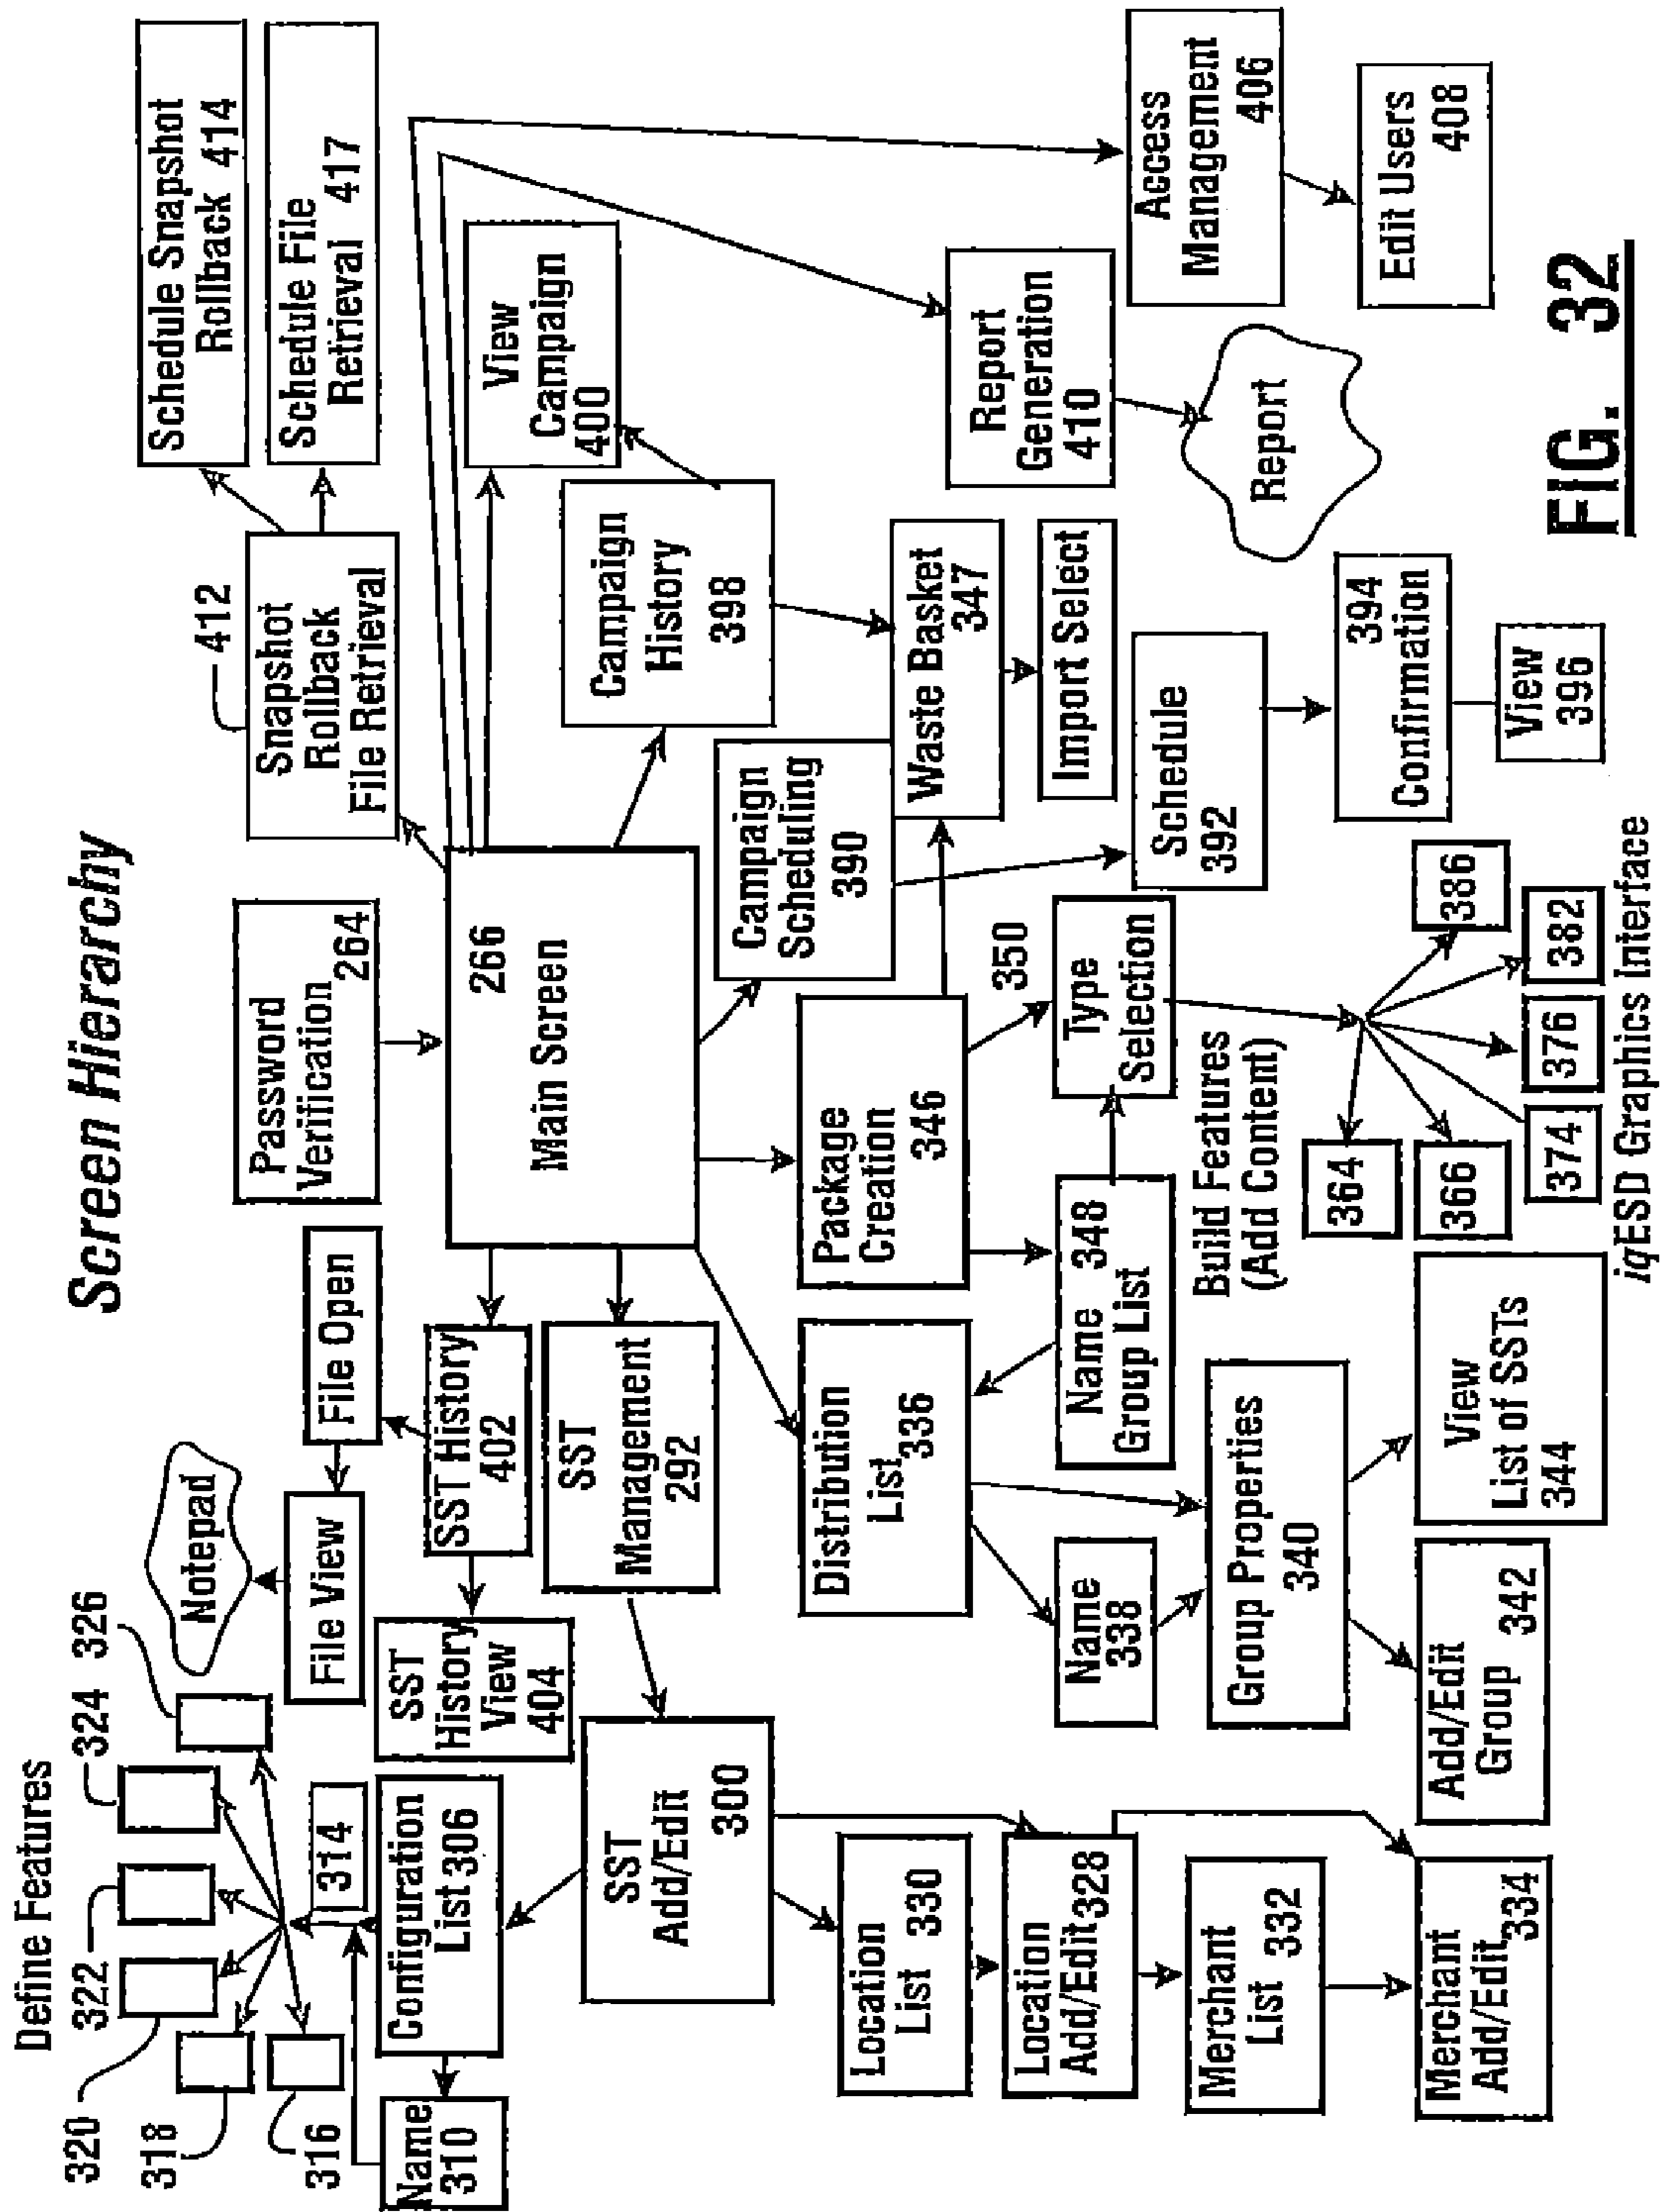 Screen Hierarchy
Define Features
320
322
324
326
318
316
Notepad
File View
File Open
Password
Verification
264
412
Snapshot
Rollback
File Retrieval
Schedule Snapshot
Rollback 414
Schedule File
Retrieval 417
314
Name
310
Configuration
List 306
SST
History
View
404
SST History
402
266
Main Screen
View
Campaign
400
SST
Management
292
Campaign
History
398
SST
Add/Edit
300
Campaign
Scheduling
390
Location
List 330
Distribution
List 336
Package
Creation
346
Waste Basket
347
Report
Generation
410
Access
Management
406
Location
Add/Edit 328
Name
338
Name 348
Group List
350
Type
Selection
Import Select
Schedule
392
Build Features
(Add Content)
Report
Edit Users
408
Merchant
List 332
Group Properties
340
364
366
374
376
382
386
394
Confirmation
View
396
Merchant
Add/Edit 334
Add/Edit
Group 342
View
List of SSTs
344
iqESD Graphics Interface
FIG. 32